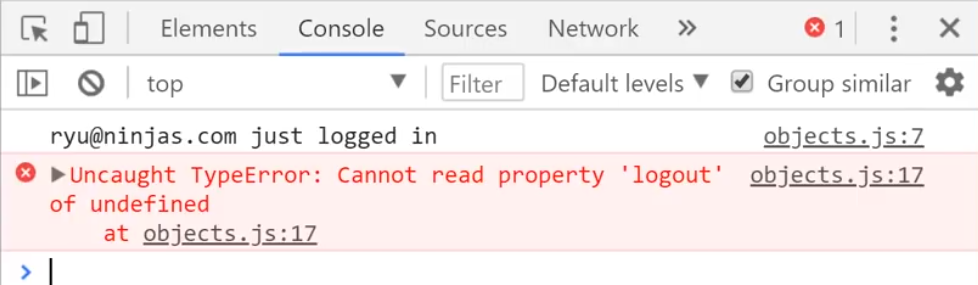 Elements Console Sources Network » 1
top Filter Default levels ▼ Group similar
ryu@ninjas.com just logged in objects.js:7
▶Uncaught TypeError: Cannot read property 'logout' objects.js:17
of undefined
at objects.js:17
>